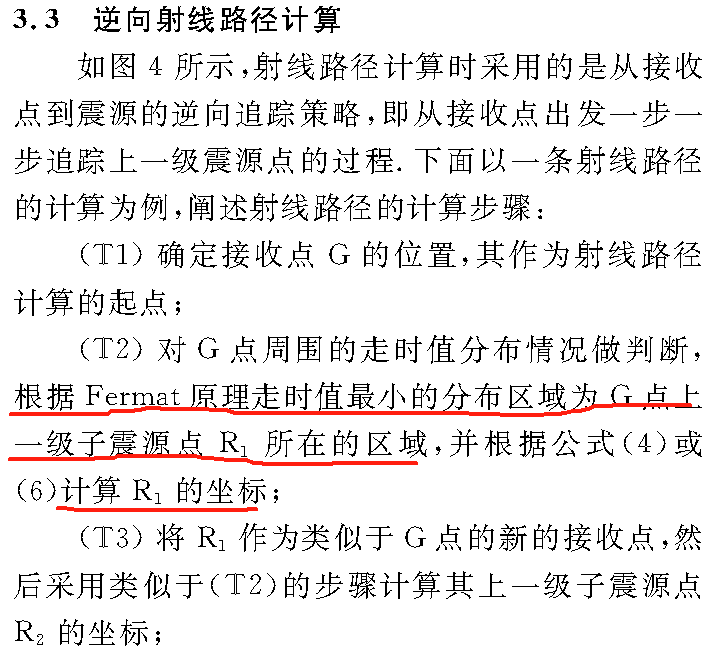 3.3 逆向射线路径计算
如图 4 所示,射线路径计算时采用的是从接收
点到震源的逆向追踪策略,即从接收点出发一步一
步追踪上一级震源点的过程. 下面以一条射线路径
的计算为例,阐述射线路径的计算步骤:
(T1) 确定接收点 G 的位置,其作为射线路径
计算的起点;
(T2) 对 G 点周围的走时值分布情况做判断,
根据 Fermat 原理走时值最小的分布区域为 G 点上
一级子震源点 R₁ 所在的区域,并根据公式(4)或
(6)计算 R₁ 的坐标;
(T3) 将 R₁ 作为类似于 G 点的新的接收点,然
后采用类似于(T2)的步骤计算其上一级子震源点
R₂ 的坐标;